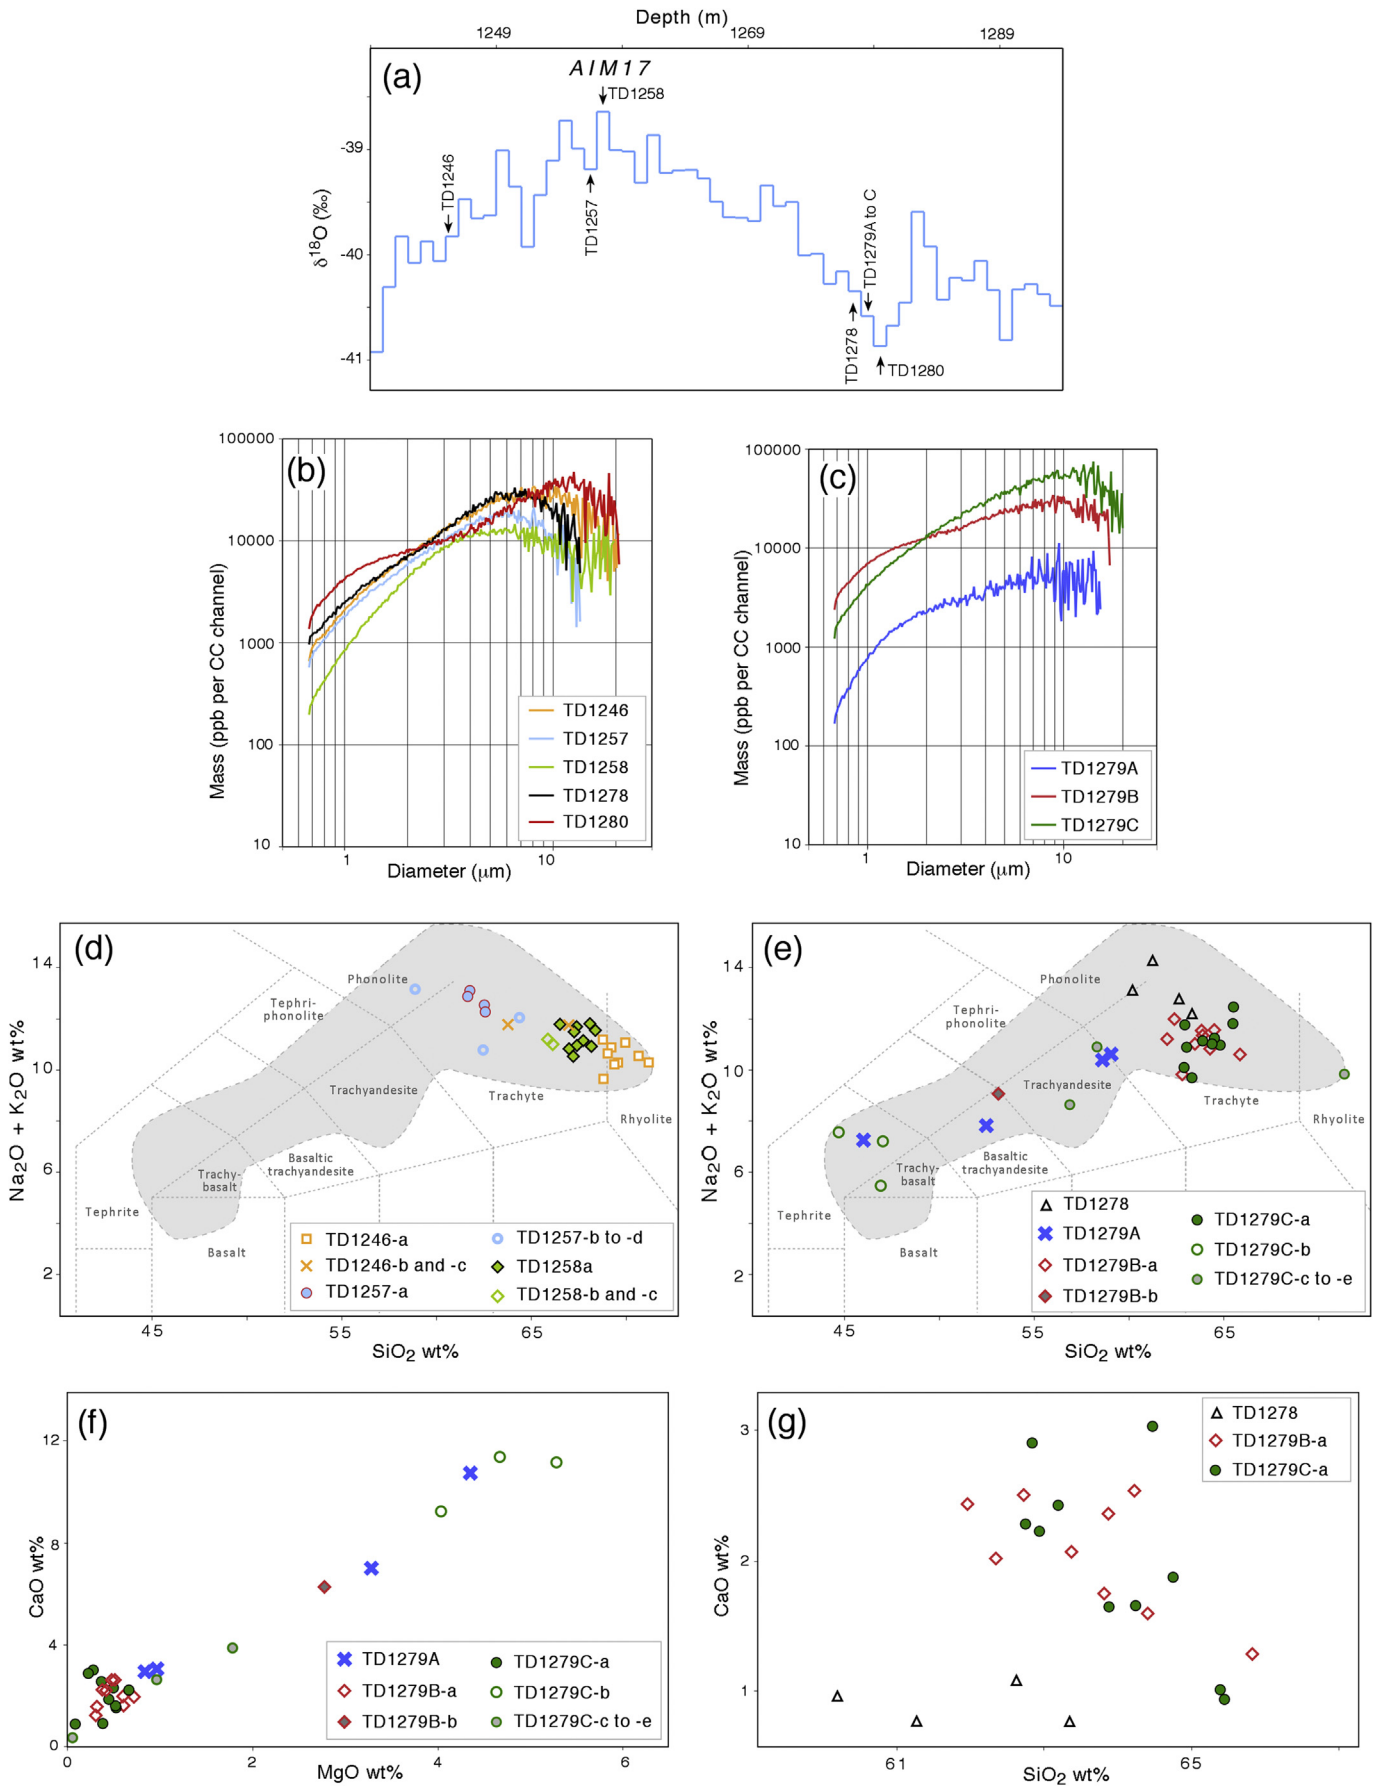 Depth (m)
1249 1269 1289
(a)
AIM17
TD1258
-39
TD1246
TD1257
δ18O (‰)
-40
TD1279A to C
TD1278
-41
TD1280
100000
(b)
10000
1000
100
10
Mass (ppb per CC channel)
TD1246
TD1257
TD1258
TD1278
TD1280
1 10
Diameter (μm)
100000
(c)
10000
1000
100
10
Mass (ppb per CC channel)
TD1279A
TD1279B
TD1279C
1 10
Diameter (μm)
(d)
14
10
6
2
Na2O + K2O wt%
Phonolite
Tephri-
phonolite
Trachyandesite
Trachyte
Rhyolite
Basaltic
trachyandesite
Trachy-
basalt
Tephrite
Basalt
TD1246-a
TD1246-b and -c
TD1257-a
TD1257-b to -d
TD1258a
TD1258-b and -c
45 55 65
SiO2 wt%
(e)
14
10
6
2
Na2O + K2O wt%
Phonolite
Tephri-
phonolite
Trachyandesite
Trachyte
Rhyolite
Basaltic
trachyandesite
Trachy-
basalt
Tephrite
Basalt
TD1278
TD1279A
TD1279B-a
TD1279B-b
TD1279C-a
TD1279C-b
TD1279C-c to -e
45 55 65
SiO2 wt%
(f)
12
8
4
0
CaO wt%
TD1279A
TD1279B-a
TD1279B-b
TD1279C-a
TD1279C-b
TD1279C-c to -e
0 2 4 6
MgO wt%
(g)
3
2
1
CaO wt%
TD1278
TD1279B-a
TD1279C-a
61 65
SiO2 wt%